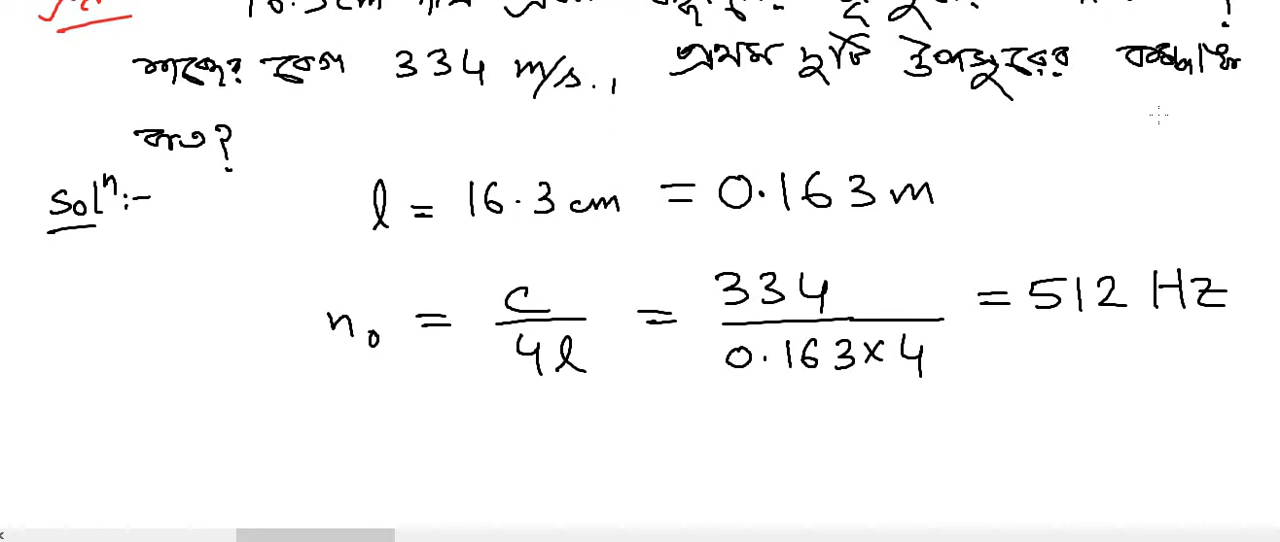 শব্দের বেগ 334 m/s., প্রথম দুটি উপসুরের কম্পাঙ্ক
কত?
Solⁿ:- l = 16.3 cm = 0.163 m
n₀ = c/4l = 334/0.163×4 = 512 Hz